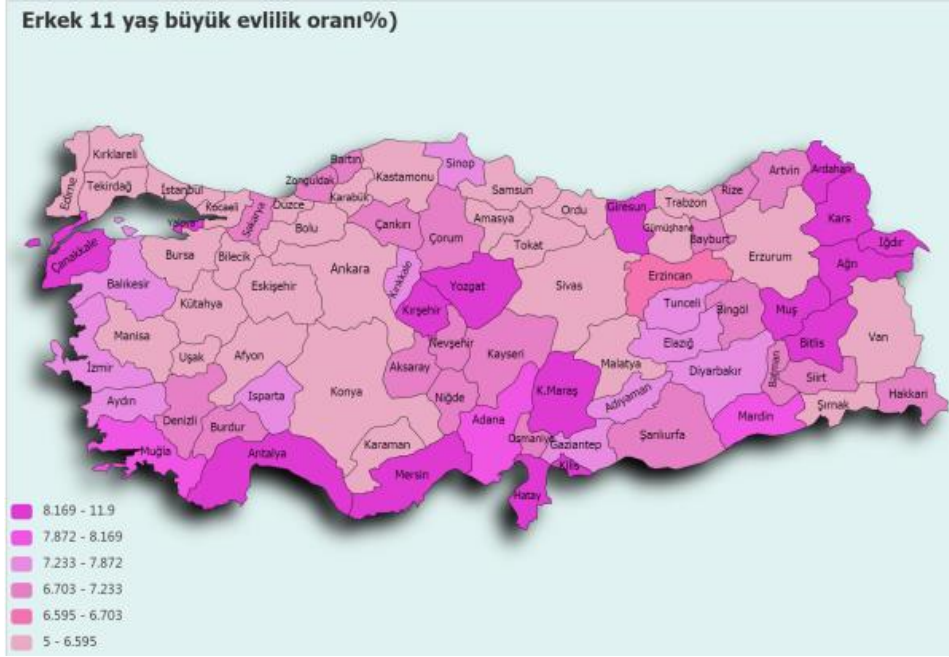 Erkek 11 yaş büyük evlilik oranı%)
Kırklareli
Edirne
Tekirdağ
İstanbul
Kocaeli
Yalova
Sakarya
Düzce
Zonguldak
Bartın
Karabük
Kastamonu
Sinop
Samsun
Ordu
Giresun
Trabzon
Rize
Artvin
Ardahan
Kars
Iğdır
Ağrı
Gümüşhane
Bayburt
Erzurum
Erzincan
Bolu
Çankırı
Çorum
Amasya
Tokat
Sivas
Çanakkale
Balıkesir
Bursa
Bilecik
Eskişehir
Ankara
Kırıkkale
Yozgat
Kırşehir
Kütahya
Manisa
Uşak
Afyon
İzmir
Aydın
Denizli
Isparta
Burdur
Muğla
Antalya
Konya
Karaman
Mersin
Aksaray
Nevşehir
Niğde
Kayseri
Adana
Osmaniye
Hatay
K.Maraş
Gaziantep
Kilis
Malatya
Adıyaman
Şanlıurfa
Tunceli
Elazığ
Bingöl
Diyarbakır
Muş
Bitlis
Batman
Siirt
Mardin
Şırnak
Van
Hakkari
8.169 - 11.9
7.872 - 8.169
7.233 - 7.872
6.703 - 7.233
6.595 - 6.703
5 - 6.595